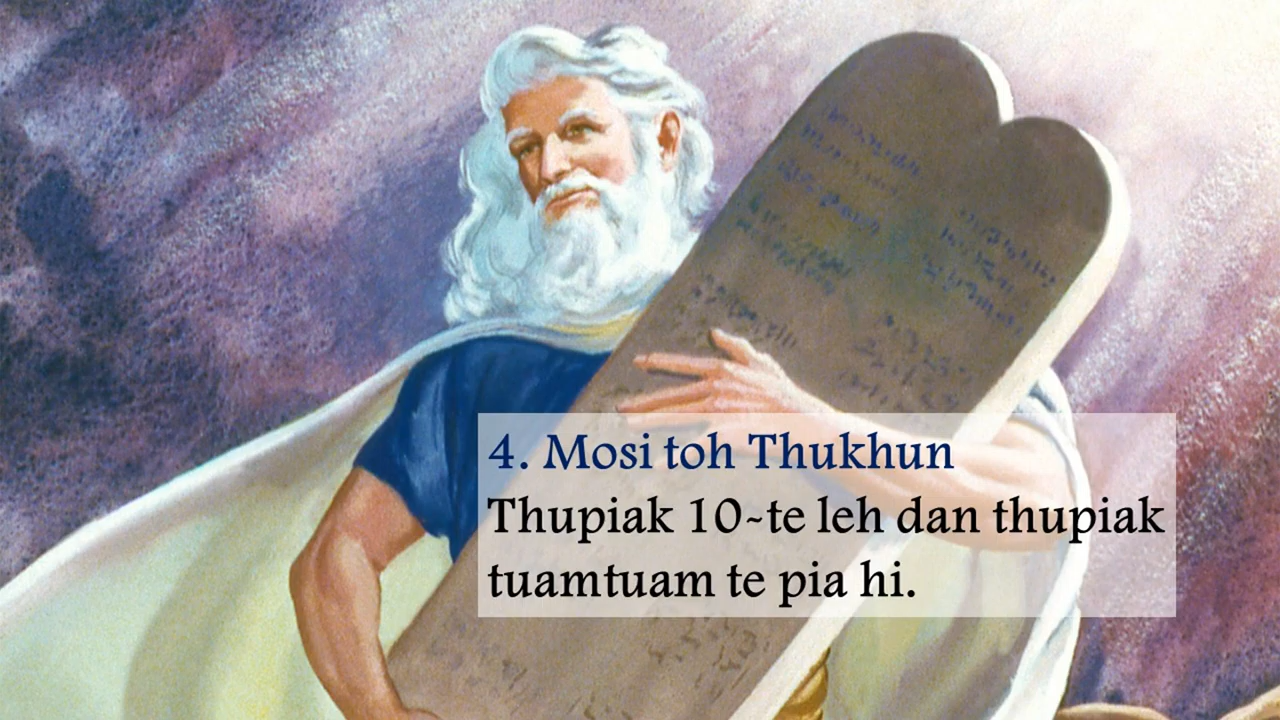 4. Mosi toh Thukhun
Thupiak 10-te leh dan thupiak
tuamtuam te pia hi.